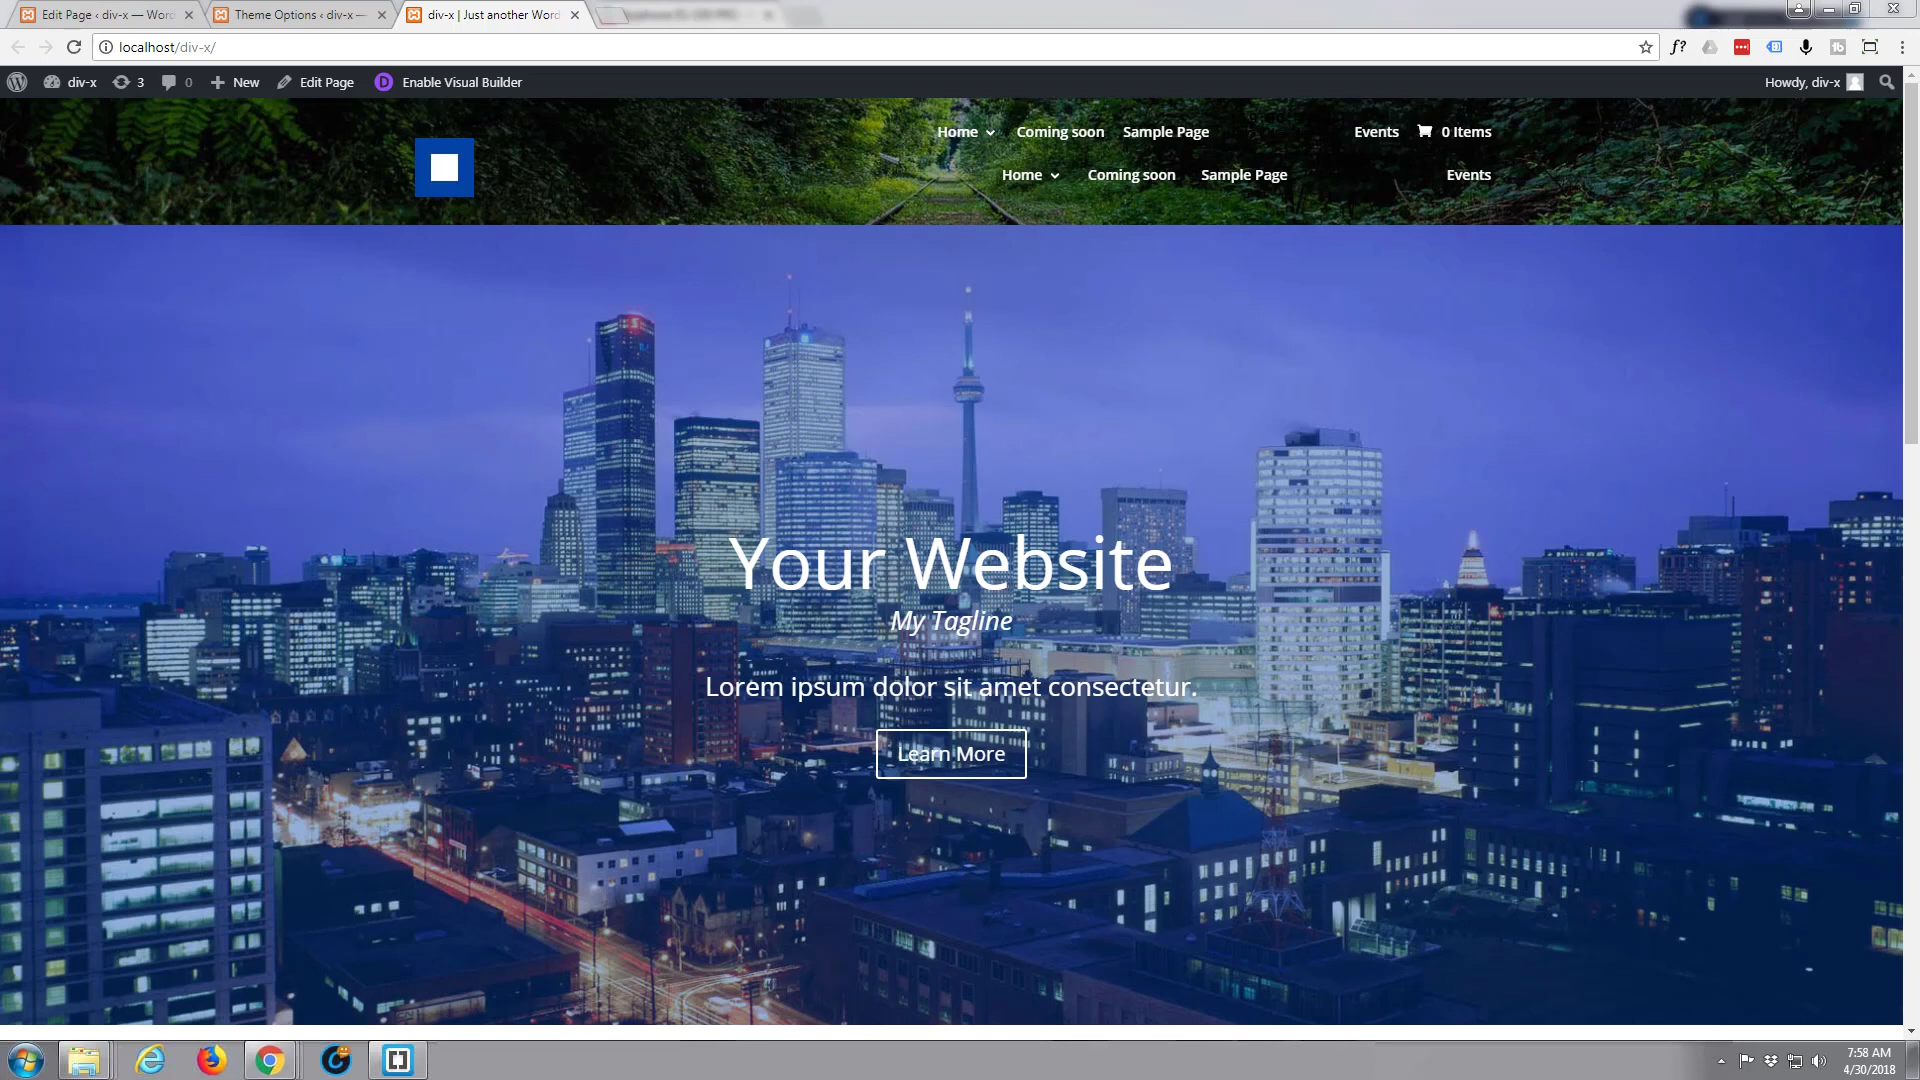 Edit Page ‹ div-x — Word
Theme Options ‹ div-x —
div-x | Just another Word
localhost/div-x/
f?
div-x
3
0
New
Edit Page
D
Enable Visual Builder
Howdy, div-x
Home
Coming soon
Sample Page
Events
0 Items
Home
Coming soon
Sample Page
Events
Your Website
My Tagline
Lorem ipsum dolor sit amet consectetur.
Learn More
7:58 AM
4/30/2018